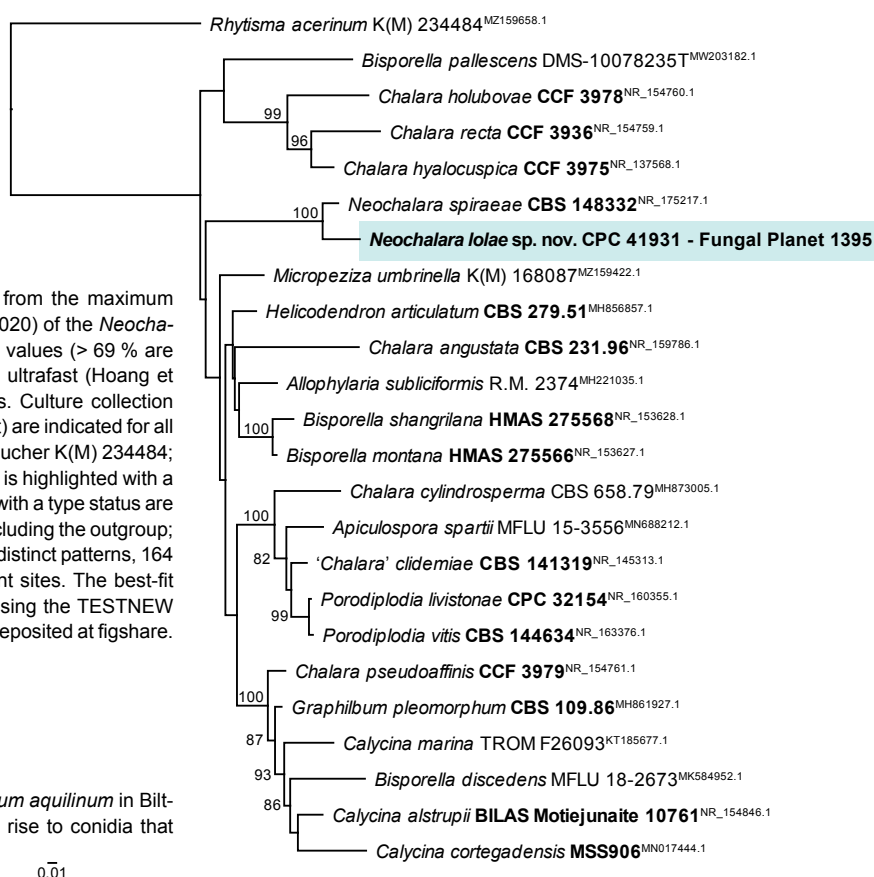 Rhytisma acerinum K(M) 234484MZ159658.1
Bisporella pallescens DMS-10078235TMW203182.1
Chalara holubovae CCF 3978NR_154760.1
99
Chalara recta CCF 3936NR_154759.1
96
Chalara hyalocuspica CCF 3975NR_137568.1
Neochalara spiraeae CBS 148332NR_175217.1
100
Neochalara lolae sp. nov. CPC 41931 - Fungal Planet 1395
Micropeziza umbrinella K(M) 168087MZ159422.1
Helicodendron articulatum CBS 279.51MH856857.1
Chalara angustata CBS 231.96NR_159786.1
Allophylaria subliciformis R.M. 2374MH221035.1
Bisporella shangrilana HMAS 275568NR_153628.1
100
Bisporella montana HMAS 275566NR_153627.1
Chalara cylindrosperma CBS 658.79MH873005.1
100
Apiculospora spartii MFLU 15-3556MN688212.1
82
‘Chalara’ clidemiae CBS 141319NR_145313.1
Porodiplodia livistonae CPC 32154NR_160355.1
99
Porodiplodia vitis CBS 144634NR_163376.1
Chalara pseudoaffinis CCF 3979NR_154761.1
100
Graphilbum pleomorphum CBS 109.86MH861927.1
87
Calycina marina TROM F26093KT185677.1
93
Bisporella discedens MFLU 18-2673MK584952.1
86
Calycina alstrupii BILAS Motiejunaite 10761NR_154846.1
Calycina cortegadensis MSS906MN017444.1
0.01
from the maximum
020) of the Neocha-
values (> 69 % are
ultrafast (Hoang et
s. Culture collection
t) are indicated for all
ucher K(M) 234484;
is highlighted with a
with a type status are
cluding the outgroup;
distinct patterns, 164
nt sites. The best-fit
sing the TESTNEW
eposited at figshare.
um aquilinum in Bilt-
rise to conidia that